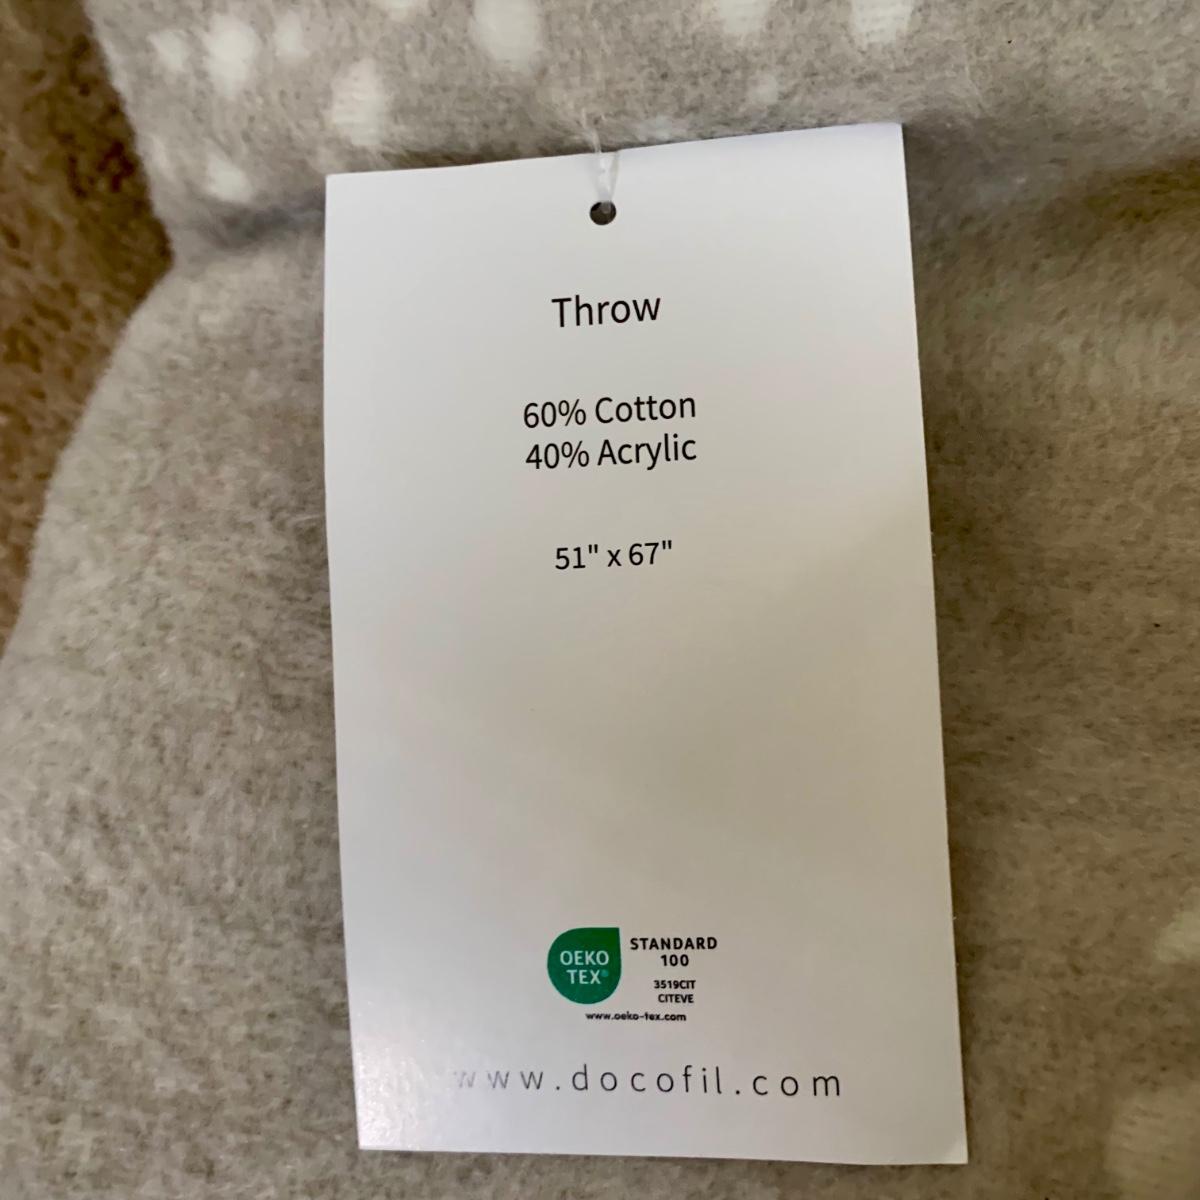 Throw
60% Cotton
40% Acrylic
51" x 67"
OEKO
TEX®
STANDARD
100
3519CIT
CITEVE
www.oeko-tex.com
www.docofil.com